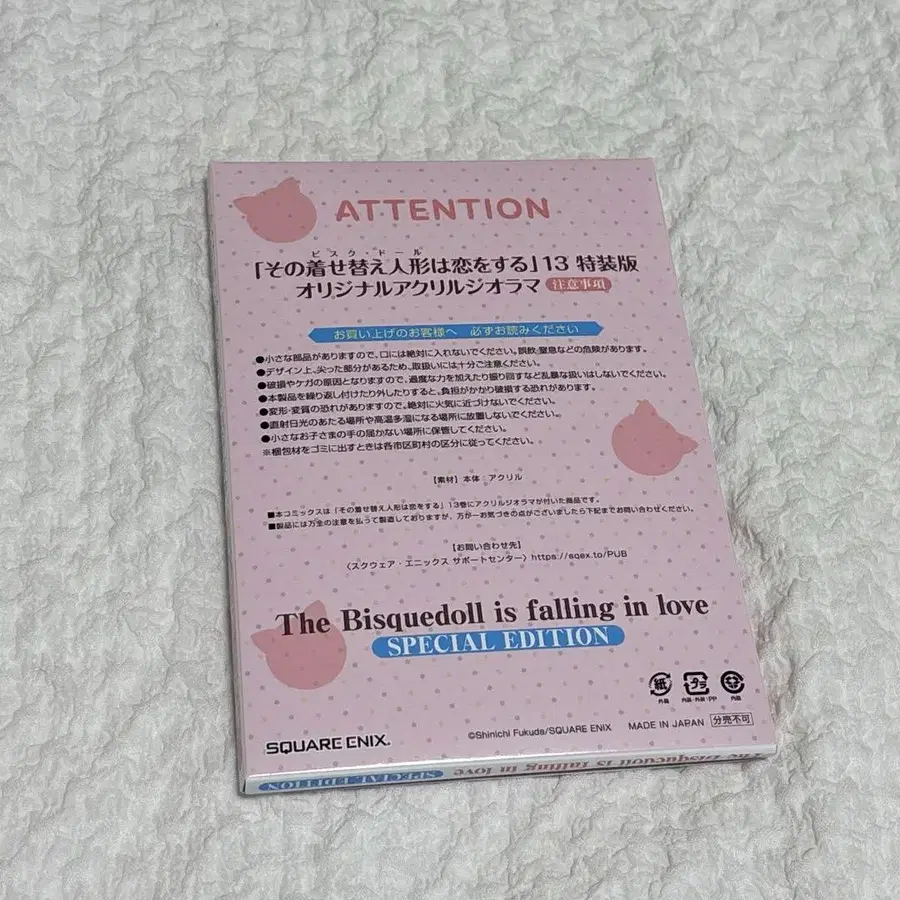 ATTENTION
ビスク・ドール
「その着せ替え人形は恋をする」13 特装版
オリジナルアクリルジオラマ 注意事項
お買い上げのお客様へ 必ずお読みください
●小さな部品がありますので、口には絶対に入れないでください。誤飲・窒息などの危険があります。
●デザイン上、尖った部分があるため、取扱いには十分ご注意ください。
●破損やケガの原因となりますので、過度な力を加えたり振り回すなど乱暴な扱いはしないでください。
●本製品を繰り返し付けたり外したりすると、負担がかかり破損する恐れがあります。
●変形・変質の恐れがありますので、絶対に火気に近づけないでください。
●直射日光のあたる場所や高温多湿になる場所に放置しないでください。
●小さなお子さまの手の届かない場所に保管してください。
※梱包材をゴミに出すときは各市区町村の区分に従ってください。
【素材】本体：アクリル
■本コミックスは「その着せ替え人形は恋をする」13巻にアクリルジオラマが付いた商品です。
■製品には万全の注意を払って製造しておりますが、万が一お気づきの点がございましたら下記までお問い合わせください。
【お問い合わせ先】
〈スクウェア・エニックス サポートセンター〉https://sqex.to/PUB
The Bisquedoll is falling in love
SPECIAL EDITION
紙 プラ
外箱 内袋・外袋：PP 内箱
SQUARE ENIX. ©Shinichi Fukuda/SQUARE ENIX MADE IN JAPAN 分売不可
The Bisquedoll is falling in love SPECIAL EDITION